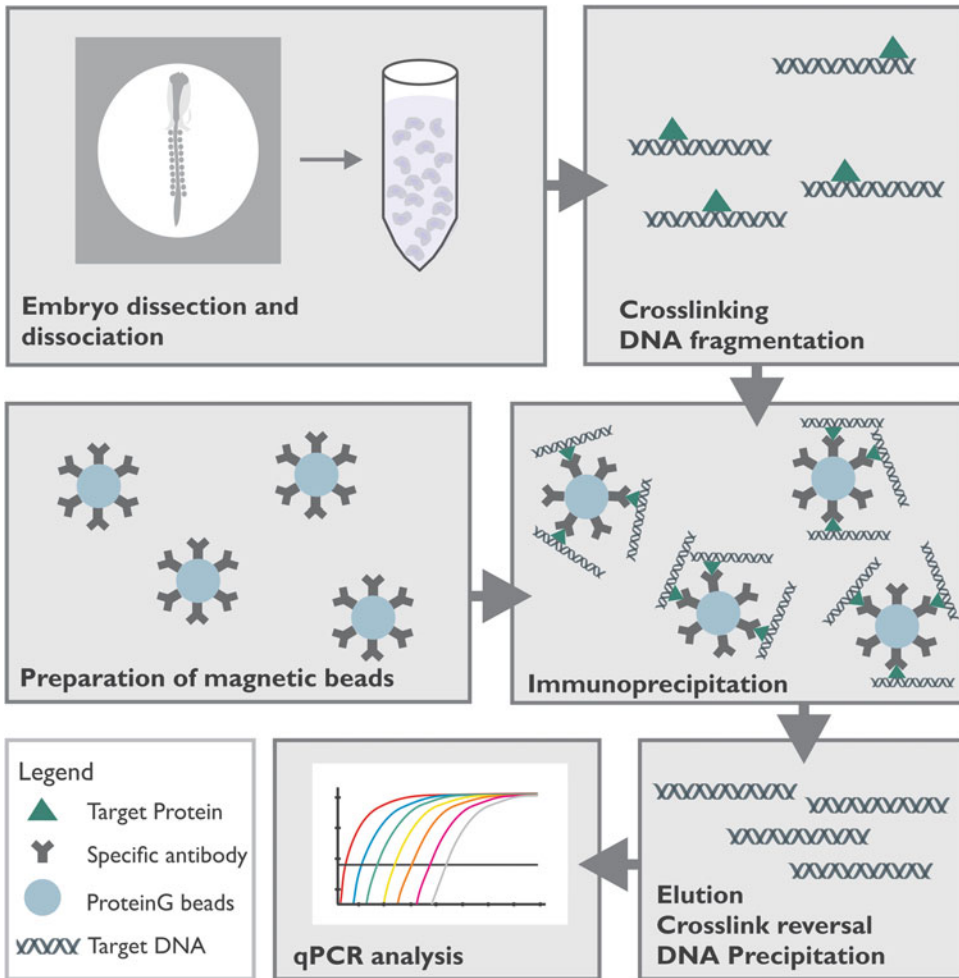 Embryo dissection and
dissociation
Crosslinking
DNA fragmentation
Preparation of magnetic beads
Immunoprecipitation
Legend
Target Protein
Specific antibody
ProteinG beads
Target DNA
qPCR analysis
Elution
Crosslink reversal
DNA Precipitation